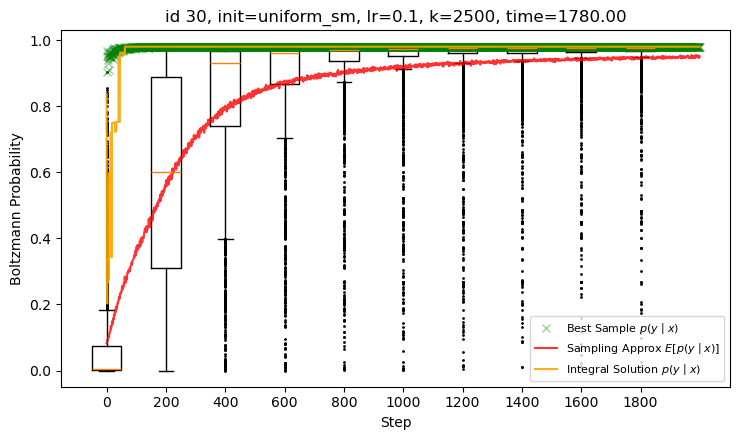 id 30, init=uniform_sm, lr=0.1, k=2500, time=1780.00
Boltzmann Probability
1.0
0.8
0.6
0.4
0.2
0.0
Best Sample p(y | x)
Sampling Approx E[p(y | x)]
Integral Solution p(y | x)
0 200 400 600 800 1000 1200 1400 1600 1800
Step